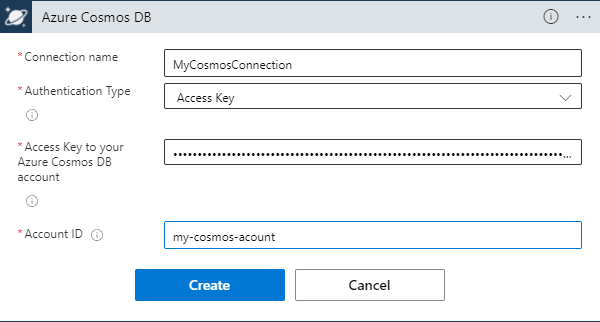 Azure Cosmos DB
* Connection name
MyCosmosConnection
* Authentication Type
Access Key
* Access Key to your
Azure Cosmos DB
account
••••••••••••••••••••••••••••••••••••••••••••••••••••••••••••••••••••••••••••••••...
* Account ID
my-cosmos-acount
Create
Cancel